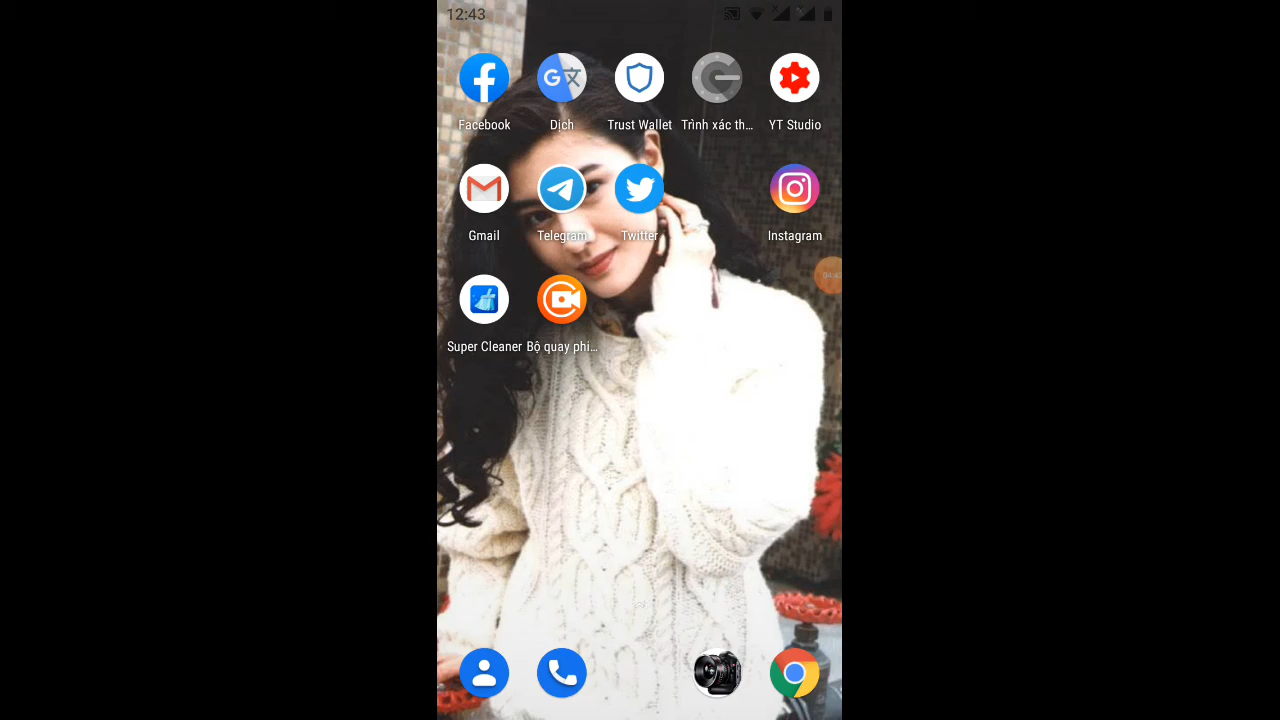 12:43
Facebook
Dịch
Trust Wallet
Trình xác th...
YT Studio
Gmail
Telegram
Twitter
Instagram
Super Cleaner
Bộ quay phi...